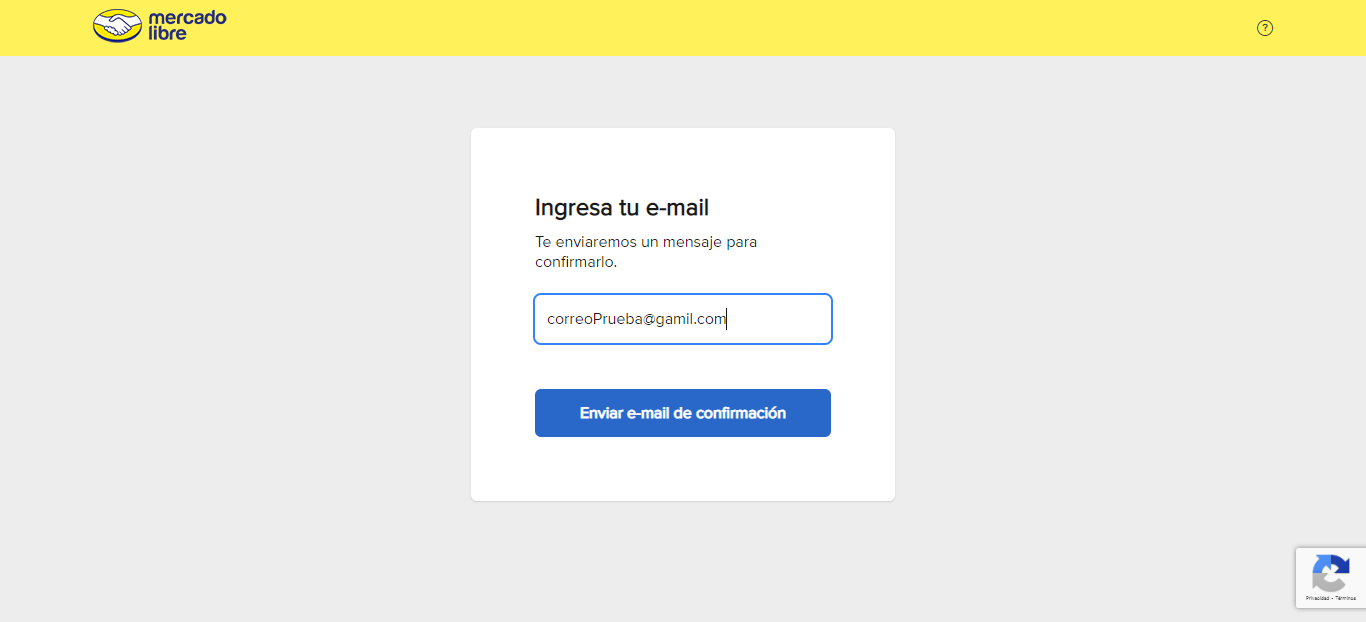 mercado
libre
?
Ingresa tu e-mail
Te enviaremos un mensaje para
confirmarlo.
correoPrueba@gamil.com
Enviar e-mail de confirmación
Privacidad - Términos